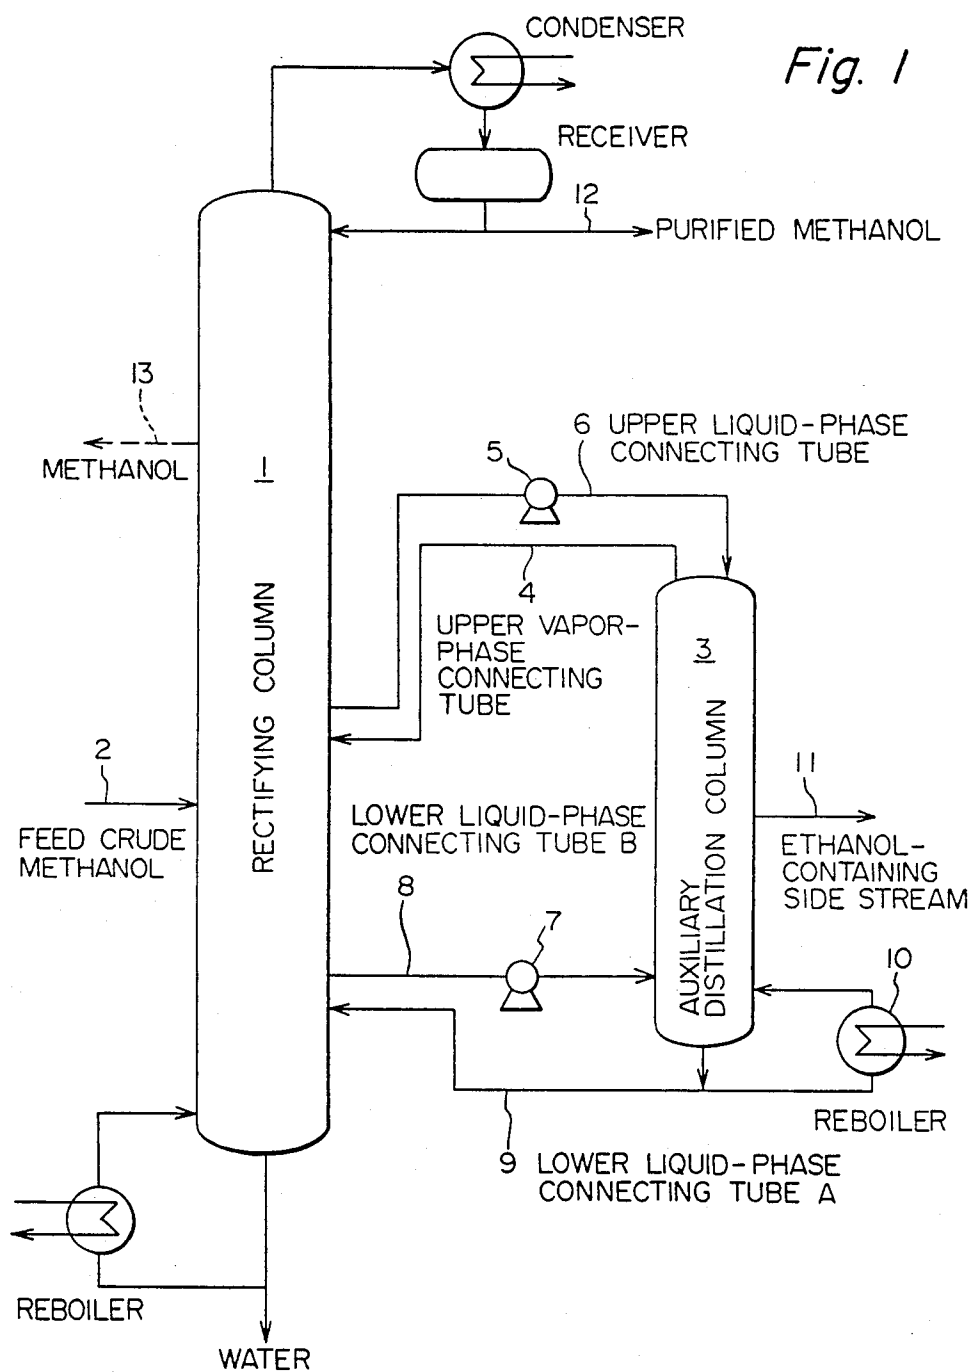 CONDENSER
Fig. 1
RECEIVER
12
PURIFIED METHANOL
13
METHANOL
1
RECTIFYING COLUMN
5
6 UPPER LIQUID-PHASE
CONNECTING TUBE
4
UPPER VAPOR-
PHASE
CONNECTING
TUBE
3
AUXILIARY
DISTILLATION COLUMN
2
FEED CRUDE
METHANOL
11
ETHANOL-
CONTAINING
SIDE STREAM
LOWER LIQUID-PHASE
CONNECTING TUBE B
8
7
10
REBOILER
9 LOWER LIQUID-PHASE
CONNECTING TUBE A
REBOILER
WATER